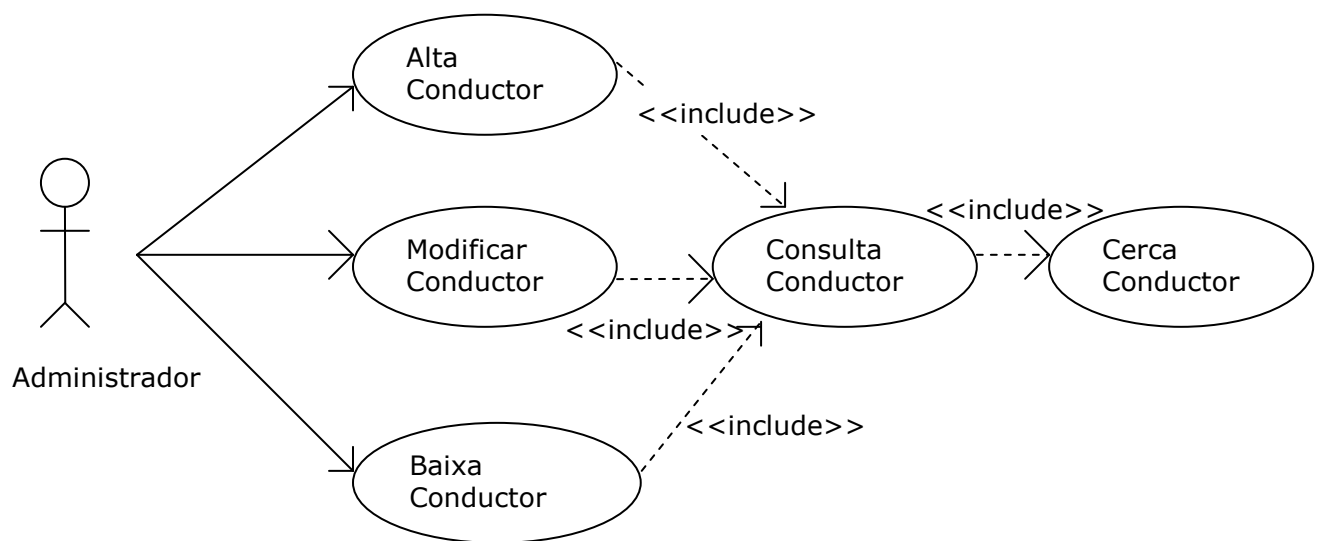 Alta
Conductor
<<include>>
Modificar
Conductor
<<include>>
Consulta
Conductor
<<include>>
Cerca
Conductor
Administrador
Baixa
Conductor
<<include>>